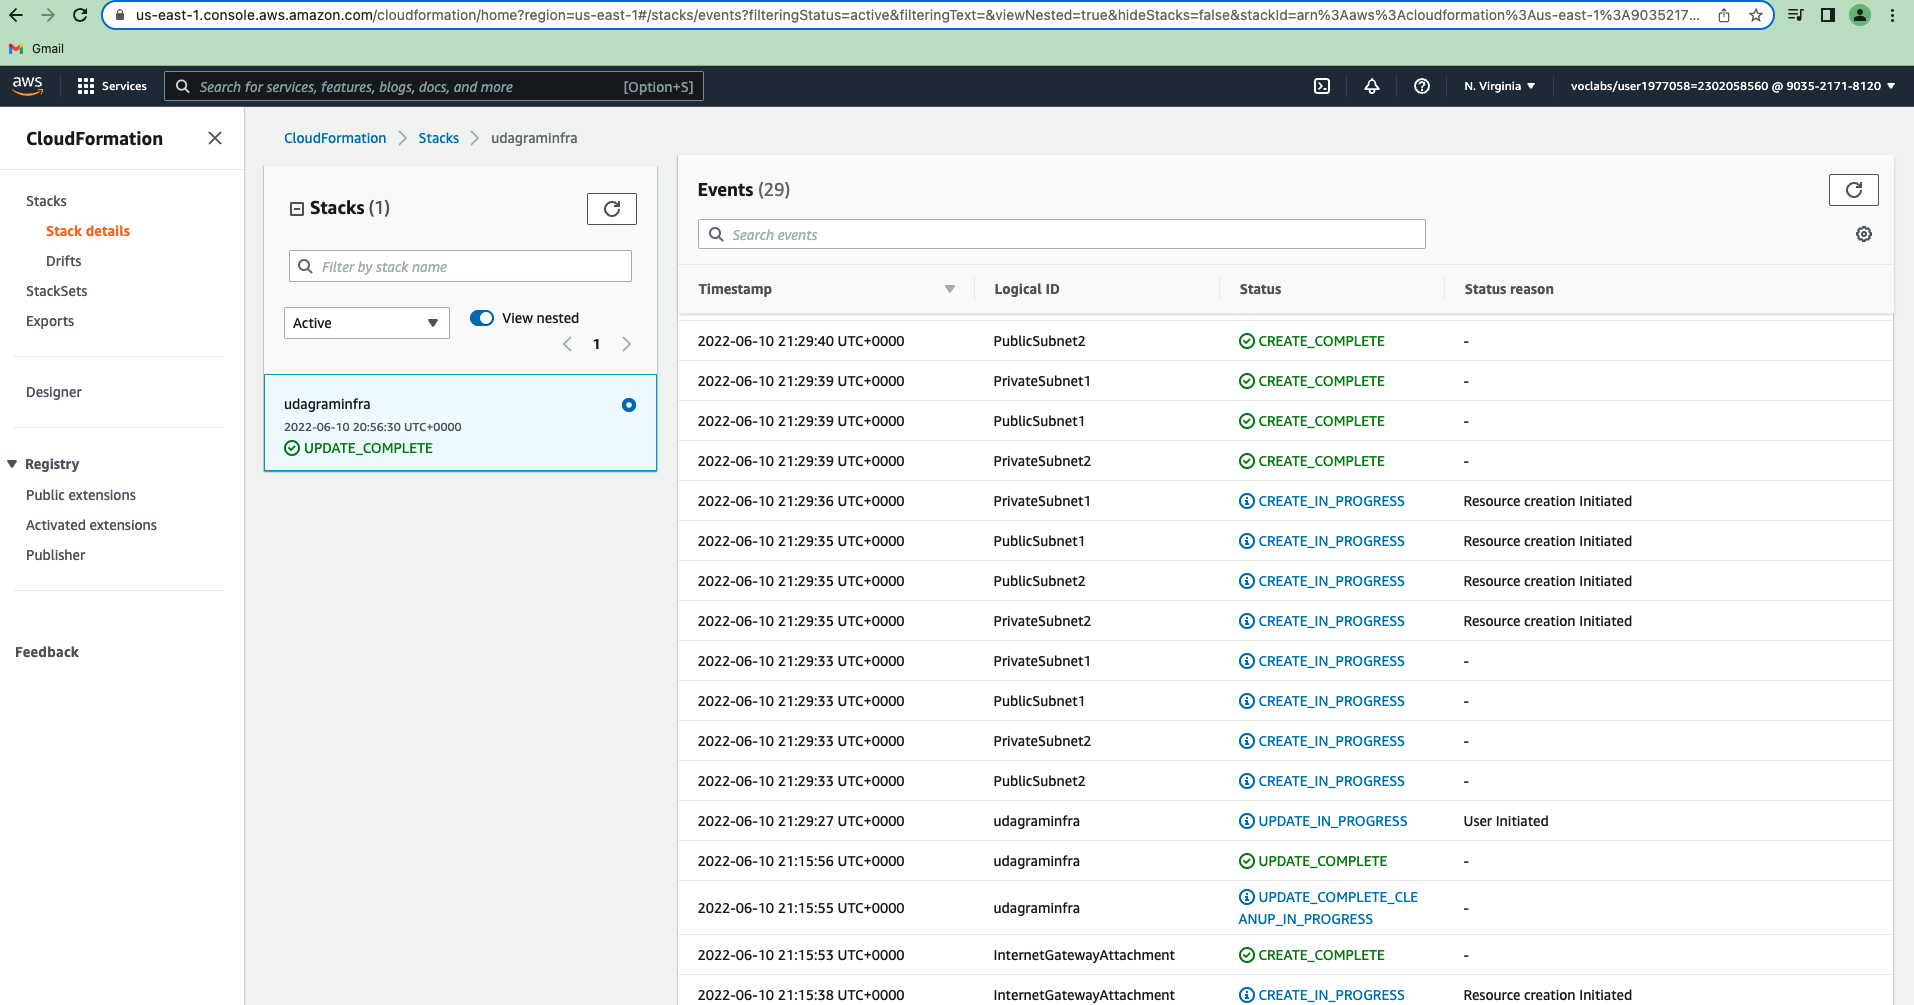 us-east-1.console.aws.amazon.com/cloudformation/home?region=us-east-1#/stacks/events?filteringStatus=active&filteringText=&viewNested=true&hideStacks=false&stackId=arn%3Aaws%3Acloudformation%3Aus-east-1%3A9035217...
Gmail
aws
Services
Search for services, features, blogs, docs, and more
[Option+S]
N. Virginia
voclabs/user1977058=2302058560 @ 9035-2171-8120
CloudFormation
Stacks
Stack details
Drifts
StackSets
Exports
Designer
Registry
Public extensions
Activated extensions
Publisher
Feedback
CloudFormation
Stacks
udagraminfra
Stacks (1)
Filter by stack name
Active
View nested
1
udagraminfra
2022-06-10 20:56:30 UTC+0000
UPDATE_COMPLETE
Events (29)
Search events
Timestamp Logical ID Status Status reason
2022-06-10 21:29:40 UTC+0000 PublicSubnet2 CREATE_COMPLETE -
2022-06-10 21:29:39 UTC+0000 PrivateSubnet1 CREATE_COMPLETE -
2022-06-10 21:29:39 UTC+0000 PublicSubnet1 CREATE_COMPLETE -
2022-06-10 21:29:39 UTC+0000 PrivateSubnet2 CREATE_COMPLETE -
2022-06-10 21:29:36 UTC+0000 PrivateSubnet1 CREATE_IN_PROGRESS Resource creation Initiated
2022-06-10 21:29:35 UTC+0000 PublicSubnet1 CREATE_IN_PROGRESS Resource creation Initiated
2022-06-10 21:29:35 UTC+0000 PublicSubnet2 CREATE_IN_PROGRESS Resource creation Initiated
2022-06-10 21:29:35 UTC+0000 PrivateSubnet2 CREATE_IN_PROGRESS Resource creation Initiated
2022-06-10 21:29:33 UTC+0000 PrivateSubnet1 CREATE_IN_PROGRESS -
2022-06-10 21:29:33 UTC+0000 PublicSubnet1 CREATE_IN_PROGRESS -
2022-06-10 21:29:33 UTC+0000 PrivateSubnet2 CREATE_IN_PROGRESS -
2022-06-10 21:29:33 UTC+0000 PublicSubnet2 CREATE_IN_PROGRESS -
2022-06-10 21:29:27 UTC+0000 udagraminfra UPDATE_IN_PROGRESS User Initiated
2022-06-10 21:15:56 UTC+0000 udagraminfra UPDATE_COMPLETE -
2022-06-10 21:15:55 UTC+0000 udagraminfra UPDATE_COMPLETE_CLE
ANUP_IN_PROGRESS -
2022-06-10 21:15:53 UTC+0000 InternetGatewayAttachment CREATE_COMPLETE -
2022-06-10 21:15:38 UTC+0000 InternetGatewayAttachment CREATE_IN_PROGRESS Resource creation Initiated